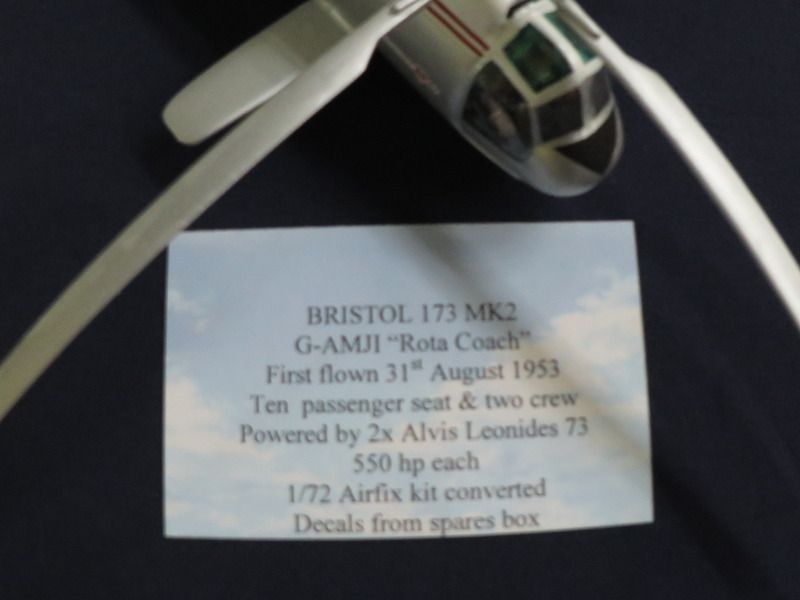 BRISTOL 173 MK2
G-AMJI “Rota Coach”
First flown 31st August 1953
Ten passenger seat & two crew
Powered by 2x Alvis Leonides 73
550 hp each
1/72 Airfix kit converted
Decals from spares box